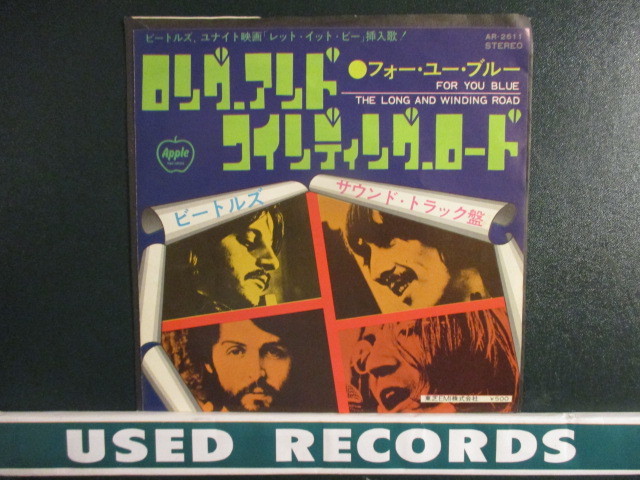 ビートルズ, ユナイト映画「レット・イット・ビー」挿入歌!
AR-2611
STEREO
ロング・アンド
●フォー・ユー・ブルー
FOR YOU BLUE
THE LONG AND WINDING ROAD
ワインディング・ロード
Apple
ビートルズ
サウンド・トラック盤
東芝EMI株式会社 ¥500
USED RECORDS